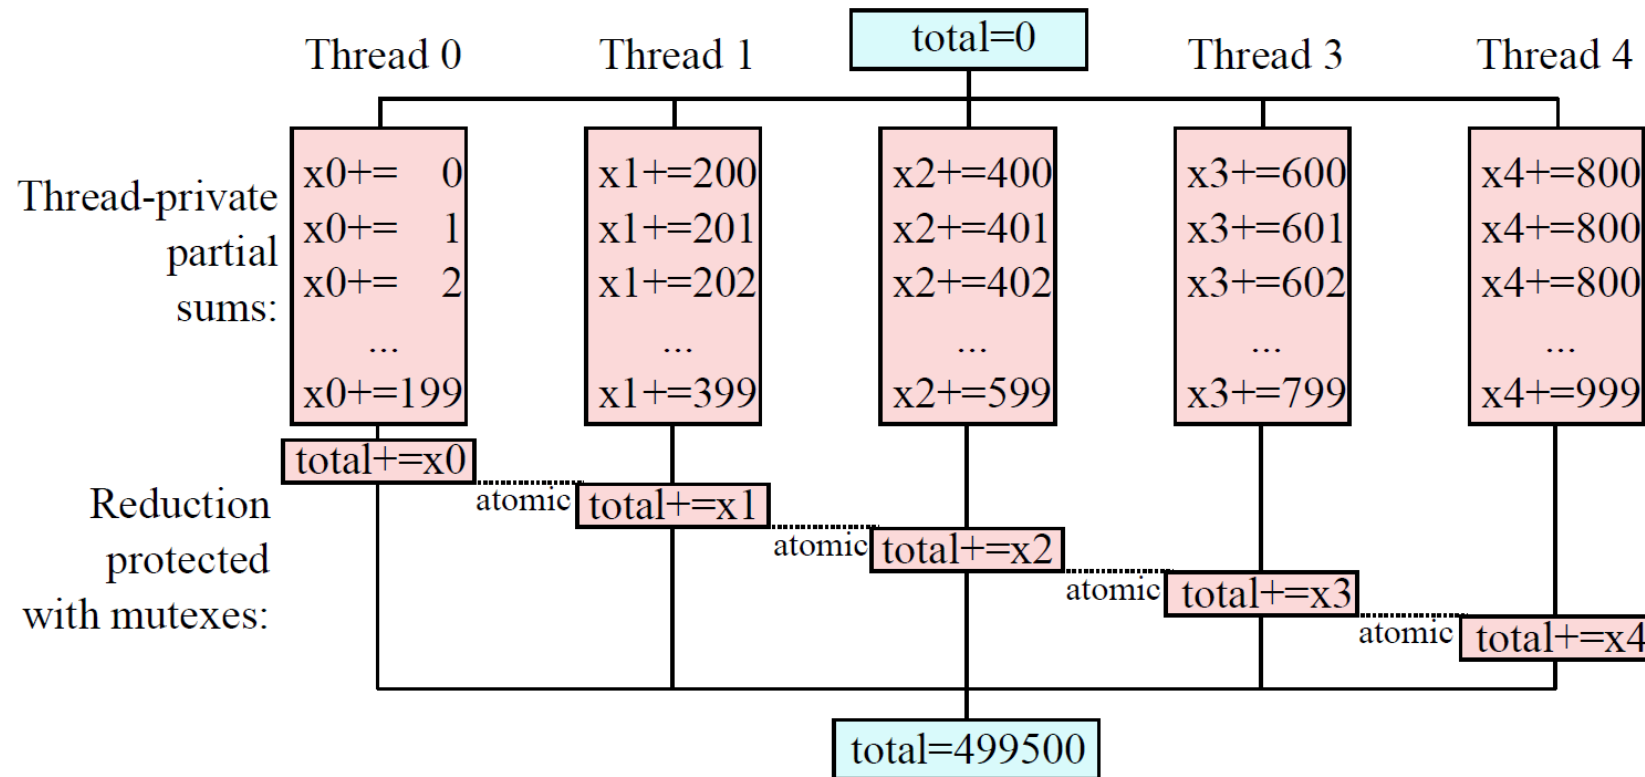 total=0
Thread 0
Thread 1
Thread 3
Thread 4
Thread-private
partial
sums:
x0+= 0
x0+= 1
x0+= 2
...
x0+=199
x1+=200
x1+=201
x1+=202
...
x1+=399
x2+=400
x2+=401
x2+=402
...
x2+=599
x3+=600
x3+=601
x3+=602
...
x3+=799
x4+=800
x4+=800
x4+=800
...
x4+=999
Reduction
protected
with mutexes:
total+=x0
atomic
total+=x1
atomic
total+=x2
atomic
total+=x3
atomic
total+=x4
total=499500